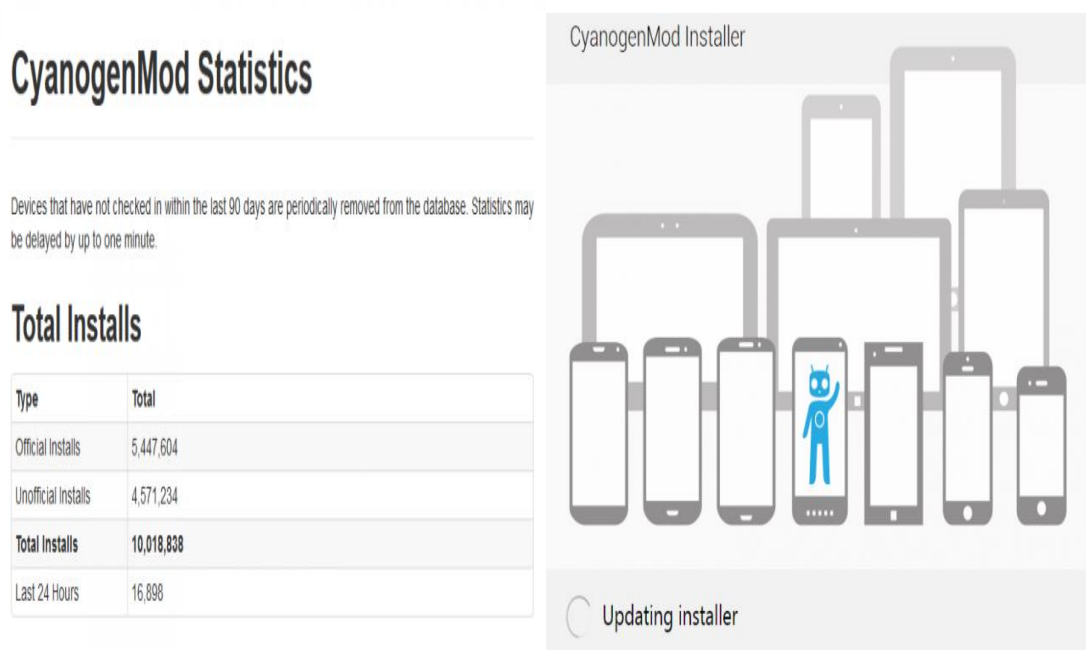 CyanogenMod Statistics
Devices that have not checked in within the last 90 days are periodically removed from the database. Statistics may
be delayed by up to one minute.
Total Installs
Type Total
Official Installs 5,447,604
Unofficial Installs 4,571,234
Total Installs 10,018,838
Last 24 Hours 16,898
CyanogenMod Installer
Updating installer